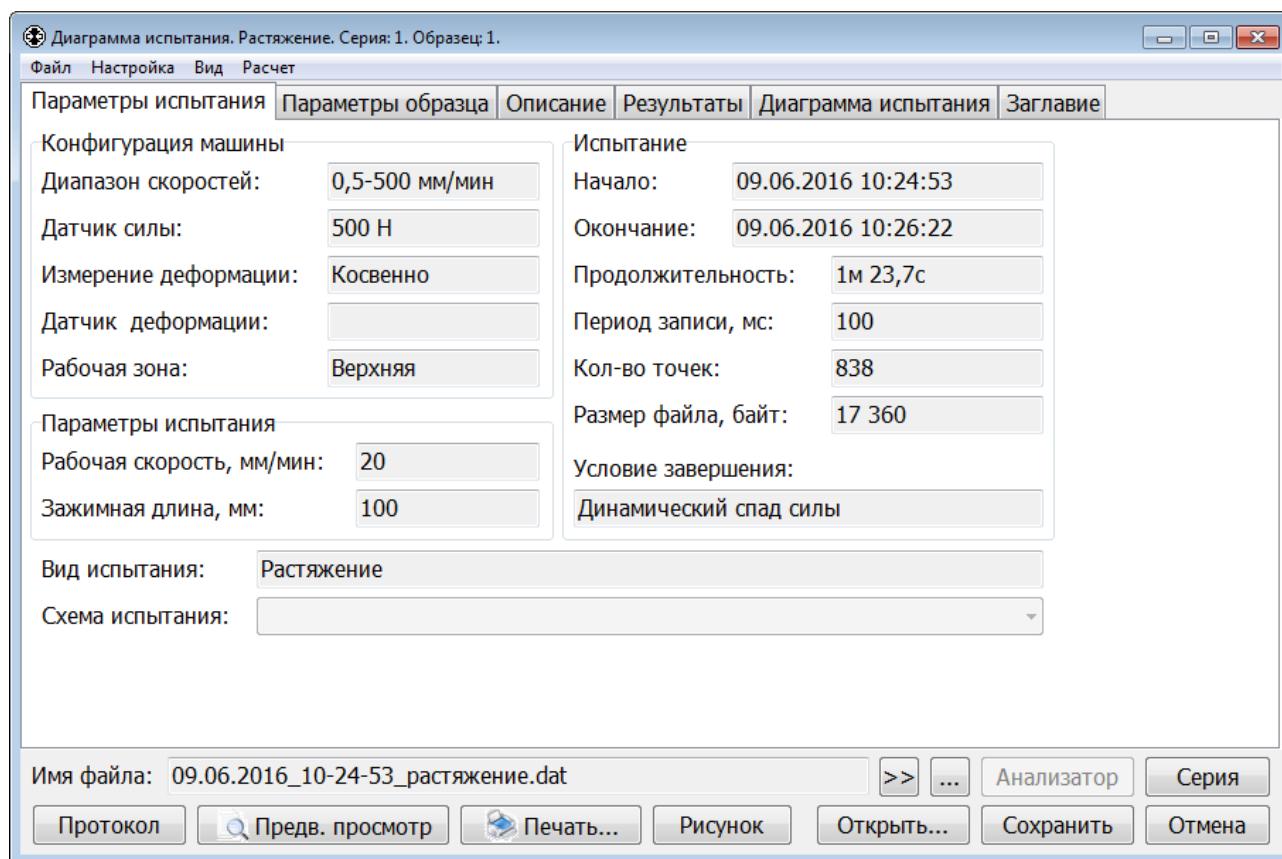 Диаграмма испытания. Растяжение. Серия: 1. Образец: 1.
Файл Настройка Вид Расчет
Параметры испытания Параметры образца Описание Результаты Диаграмма испытания Заглавие
Конфигурация машины
Диапазон скоростей: 0,5-500 мм/мин
Датчик силы: 500 Н
Измерение деформации: Косвенно
Датчик деформации:
Рабочая зона: Верхняя
Параметры испытания
Рабочая скорость, мм/мин: 20
Зажимная длина, мм: 100
Испытание
Начало: 09.06.2016 10:24:53
Окончание: 09.06.2016 10:26:22
Продолжительность: 1м 23,7с
Период записи, мс: 100
Кол-во точек: 838
Размер файла, байт: 17 360
Условие завершения:
Динамический спад силы
Вид испытания: Растяжение
Схема испытания:
Имя файла: 09.06.2016_10-24-53_растяжение.dat >> ... Анализатор Серия
Протокол Предв. просмотр Печать... Рисунок Открыть... Сохранить Отмена